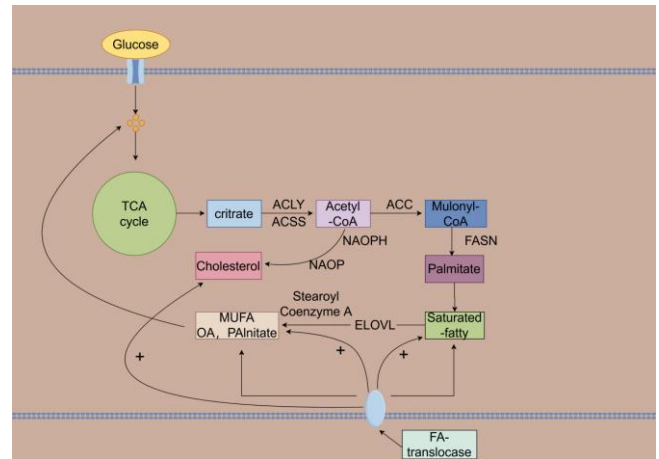 Glucose
TCA
cycle
critrate
ACLY
ACSS
Acetyl
-CoA
ACC
Mulonyl-
CoA
NAOPH
NAOP
FASN
Cholesterol
Palmitate
Stearoyl
Coenzyme A
MUFA
OA, PAlnitate
ELOVL
Saturated
-fatty
+
+
+
FA-
translocase